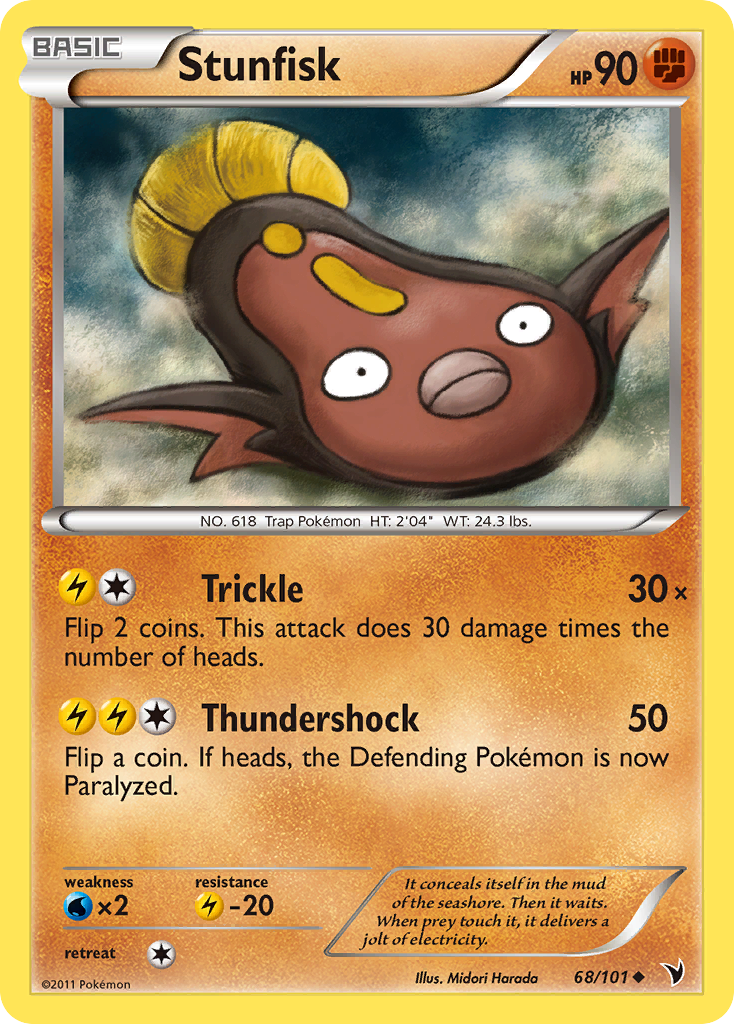 BASIC
Stunfisk
HP 90
NO. 618 Trap Pokémon HT: 2'04" WT: 24.3 lbs.
Trickle 30×
Flip 2 coins. This attack does 30 damage times the
number of heads.
Thundershock 50
Flip a coin. If heads, the Defending Pokémon is now
Paralyzed.
weakness resistance
×2 -20
retreat
It conceals itself in the mud
of the seashore. Then it waits.
When prey touch it, it delivers a
jolt of electricity.
©2011 Pokémon
Illus. Midori Harada
68/101